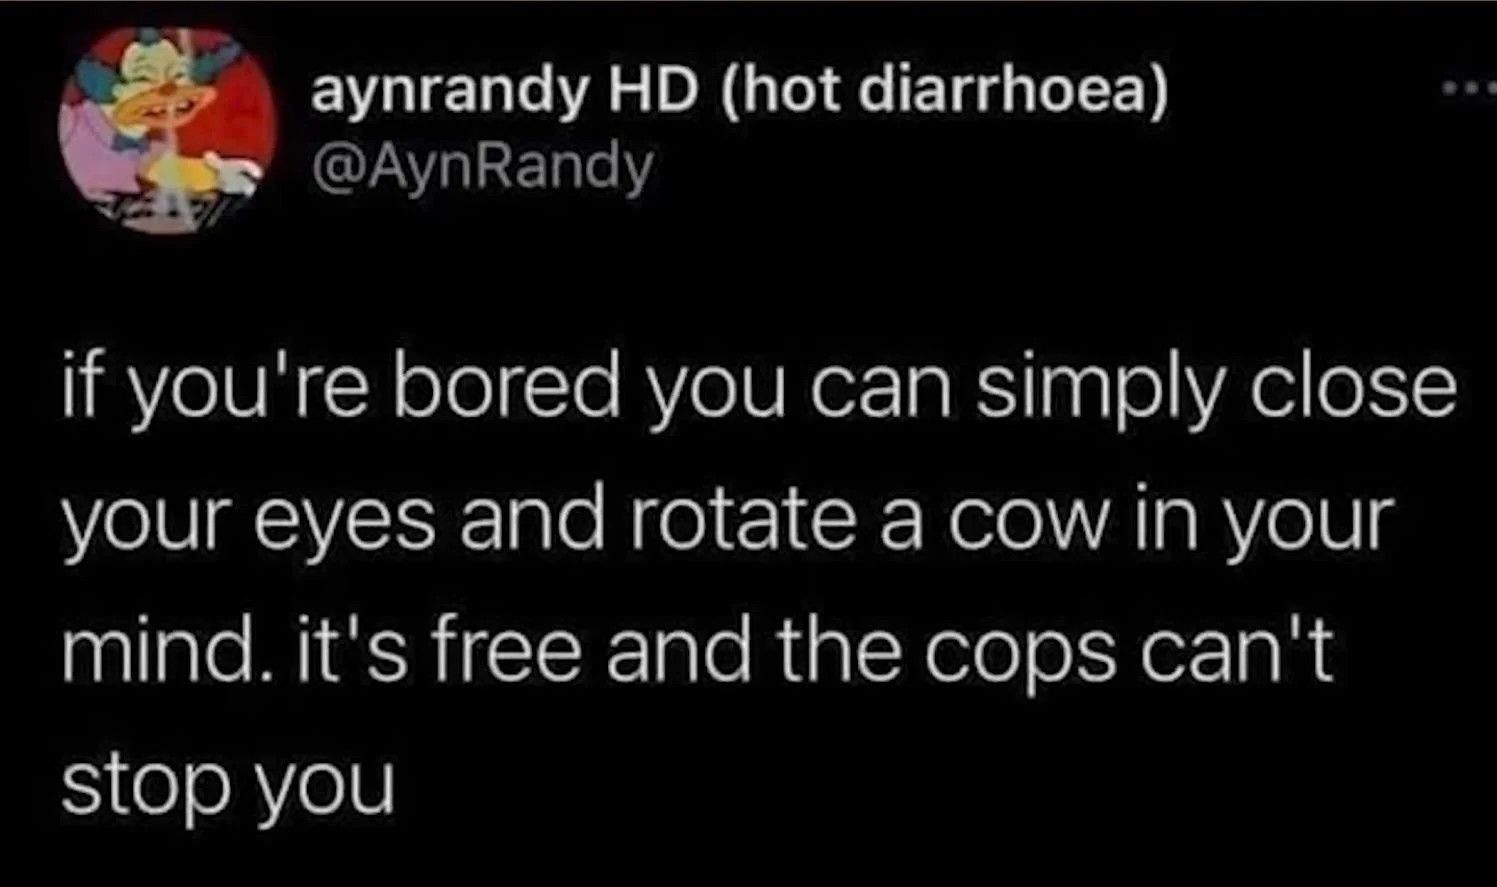 aynrandy HD (hot diarrhoea)
@AynRandy
if you're bored you can simply close
your eyes and rotate a cow in your
mind. it's free and the cops can't
stop you